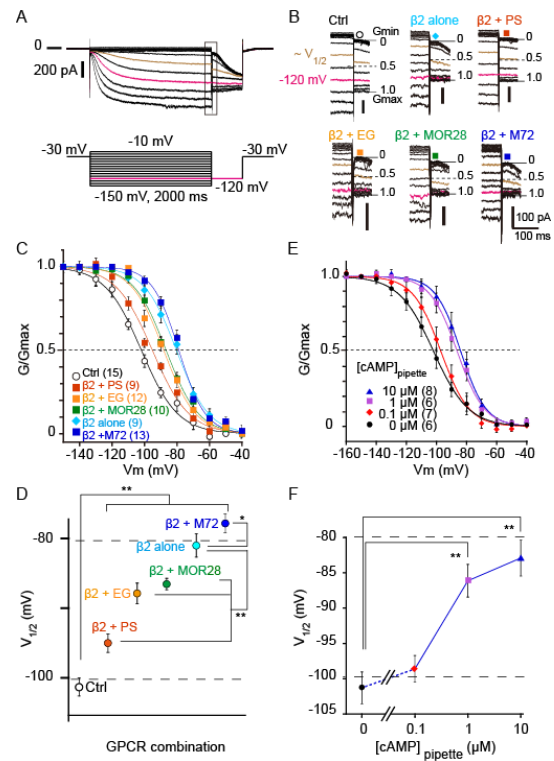 A
0
200 pA
-30 mV
-10 mV
-30 mV
-150 mV, 2000 ms
-120 mV
B
Ctrl
β2 alone
β2 + PS
Gmin
0
0
0
~ V1/2
0.5
0.5
0.5
-120 mV
1.0
1.0
1.0
Gmax
β2 + EG
β2 + MOR28
β2 + M72
0
0
0
0.5
0.5
0.5
1.0
1.0
1.0
100 pA
100 ms
C
G/Gmax
1.0
0.5
0.0
Ctrl (15)
β2 + PS (9)
β2 + EG (12)
β2 + MOR28 (10)
β2 alone (9)
β2 +M72 (13)
-140 -120 -100 -80 -60 -40
Vm (mV)
E
G/Gmax
1.0
0.5
0.0
[cAMP]pipette
10 μM (8)
0.1 μM (6)
0.1 μM (7)
0 μM (6)
-160 -140 -120 -100 -80 -60 -40
Vm (mV)
D
V1/2 (mV)
-80
-100
**
*
**
β2 + M72
β2 alone
β2 + MOR28
β2 + EG
β2 + PS
Ctrl
GPCR combination
F
V1/2 (mV)
-80
-85
-90
-95
-100
-105
**
**
0 0.1 1 10
[cAMP] pipette (μM)